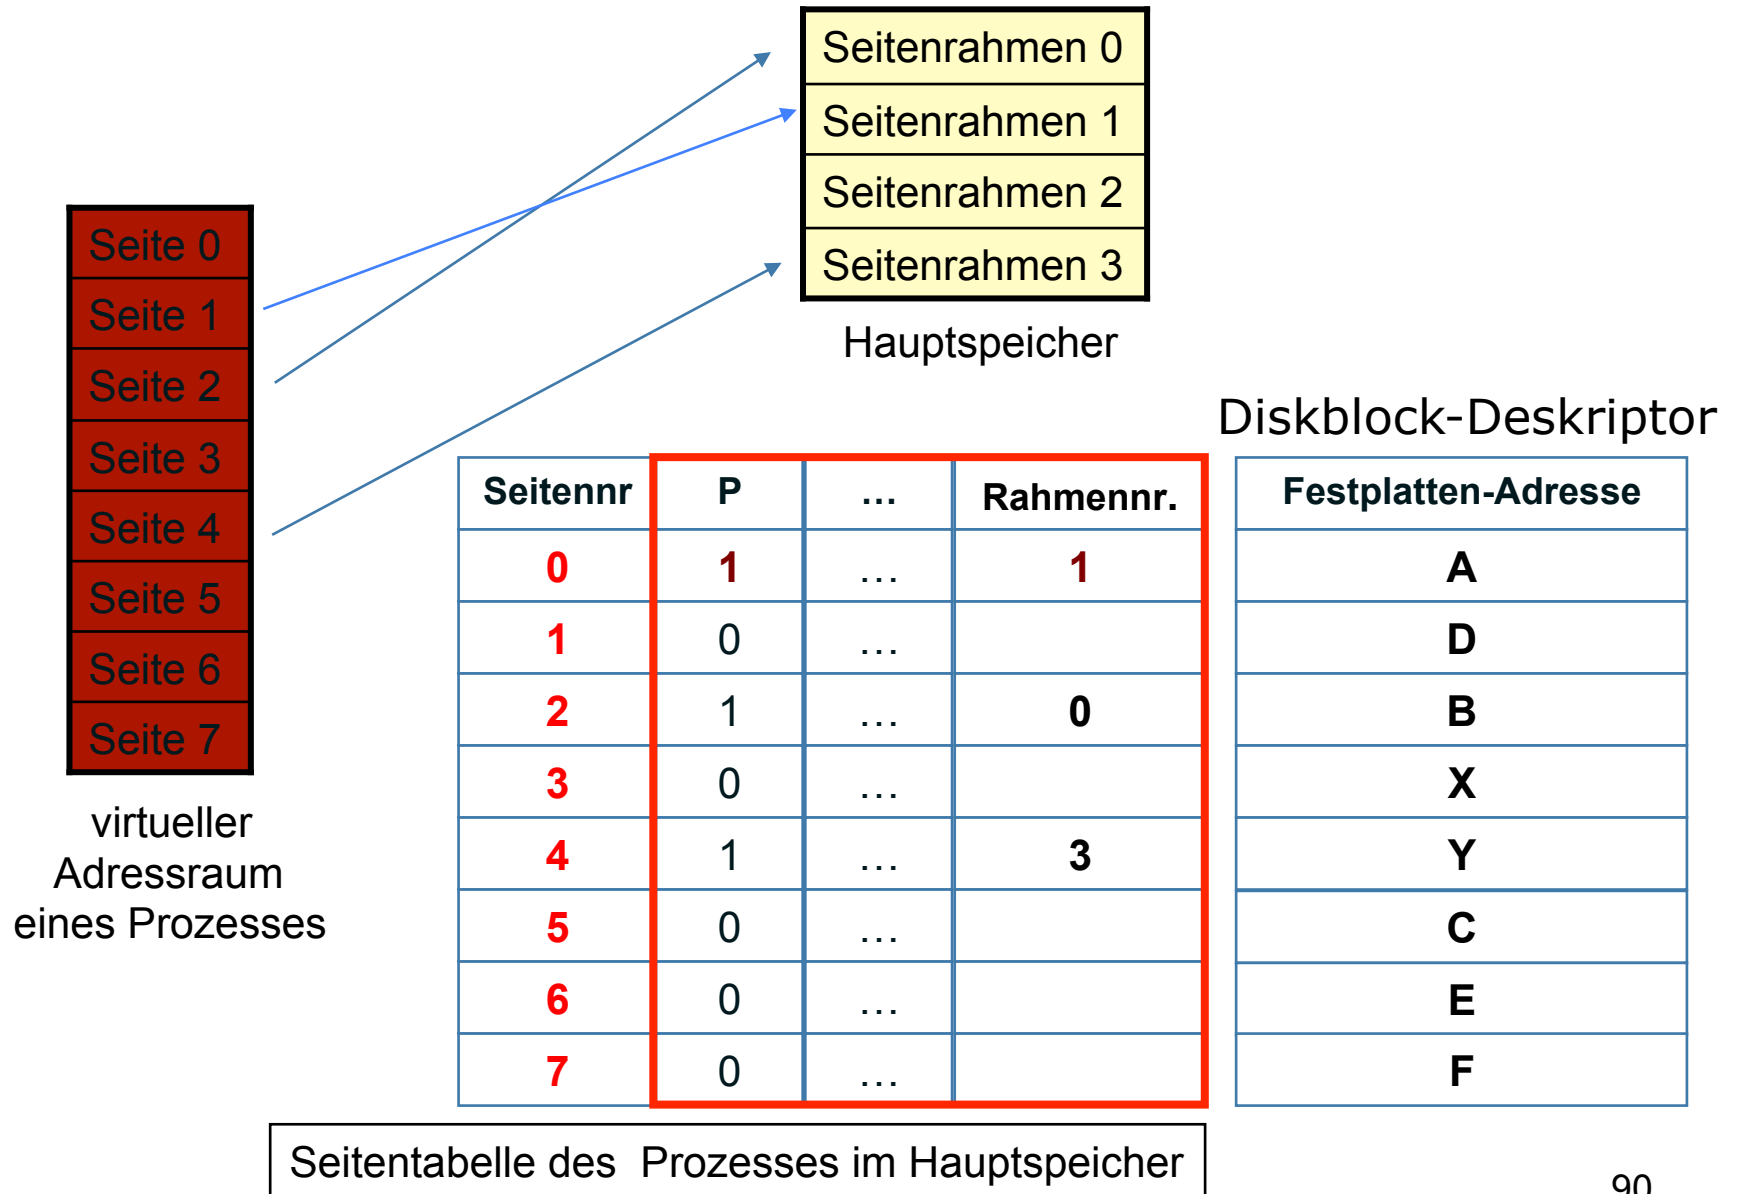 Seitenrahmen 0
Seitenrahmen 1
Seitenrahmen 2
Seitenrahmen 3
Hauptspeicher
Seite 0
Seite 1
Seite 2
Seite 3
Seite 4
Seite 5
Seite 6
Seite 7
virtueller
Adressraum
eines Prozesses
Diskblock-Deskriptor
Seitennr P ... Rahmennr. Festplatten-Adresse
0 1 ... 1 A
1 0 ... D
2 1 ... 0 B
3 0 ... X
4 1 ... 3 Y
5 0 ... C
6 0 ... E
7 0 ... F
Seitentabelle des Prozesses im Hauptspeicher
90